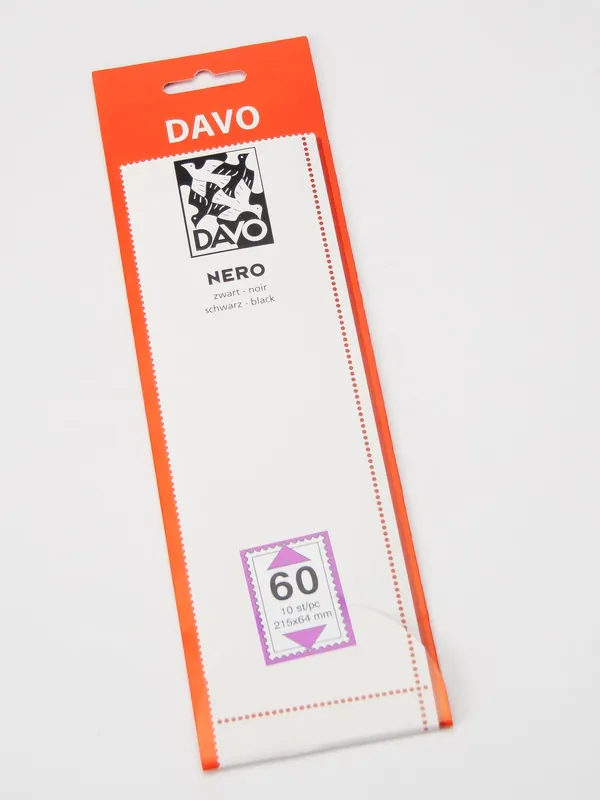 DAVO
DAVO
NERO
zwart - noir
schwarz - black
60
10 st/pc
215x64 mm